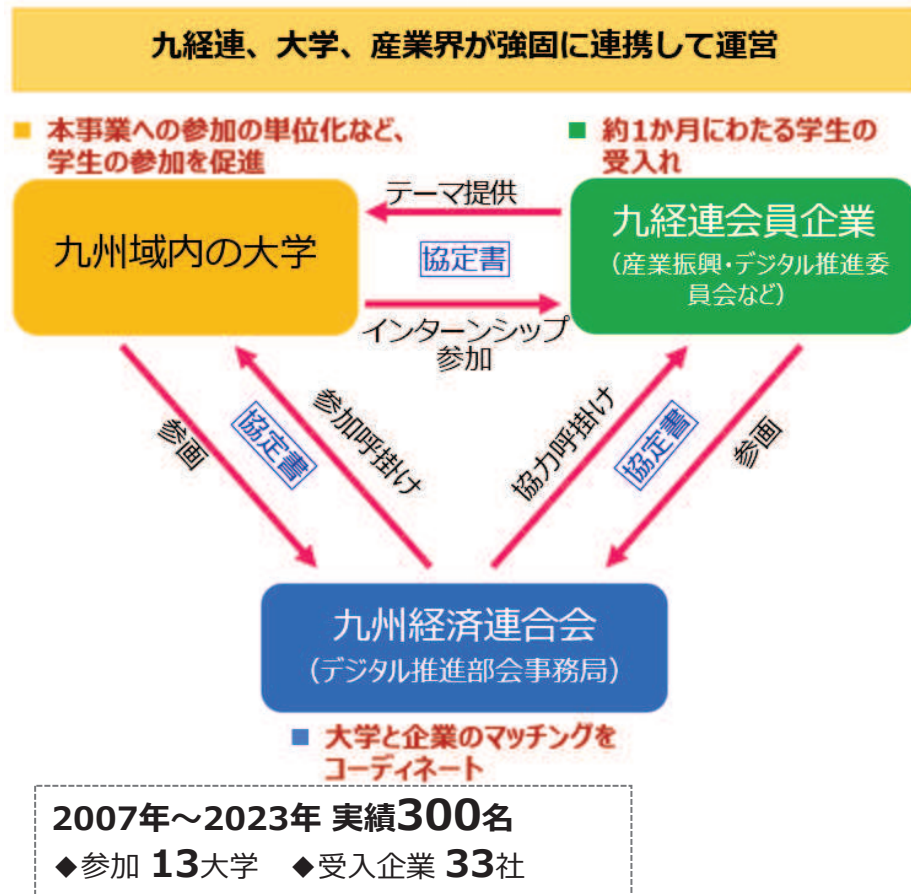 九経連、大学、産業界が強固に連携して運営
■ 本事業への参加の単位化など、
学生の参加を促進
■ 約1か月にわたる学生の
受入れ
九州域内の大学
テーマ提供
協定書
インターンシップ
参加
九経連会員企業
（産業振興・デジタル推進委
員会など）
参画
協定書
参加呼掛け
協力呼掛け
協定書
参画
九州経済連合会
（デジタル推進部会事務局）
■ 大学と企業のマッチングを
コーディネート
2007年～2023年 実績300名
◆参加 13大学 ◆受入企業 33社